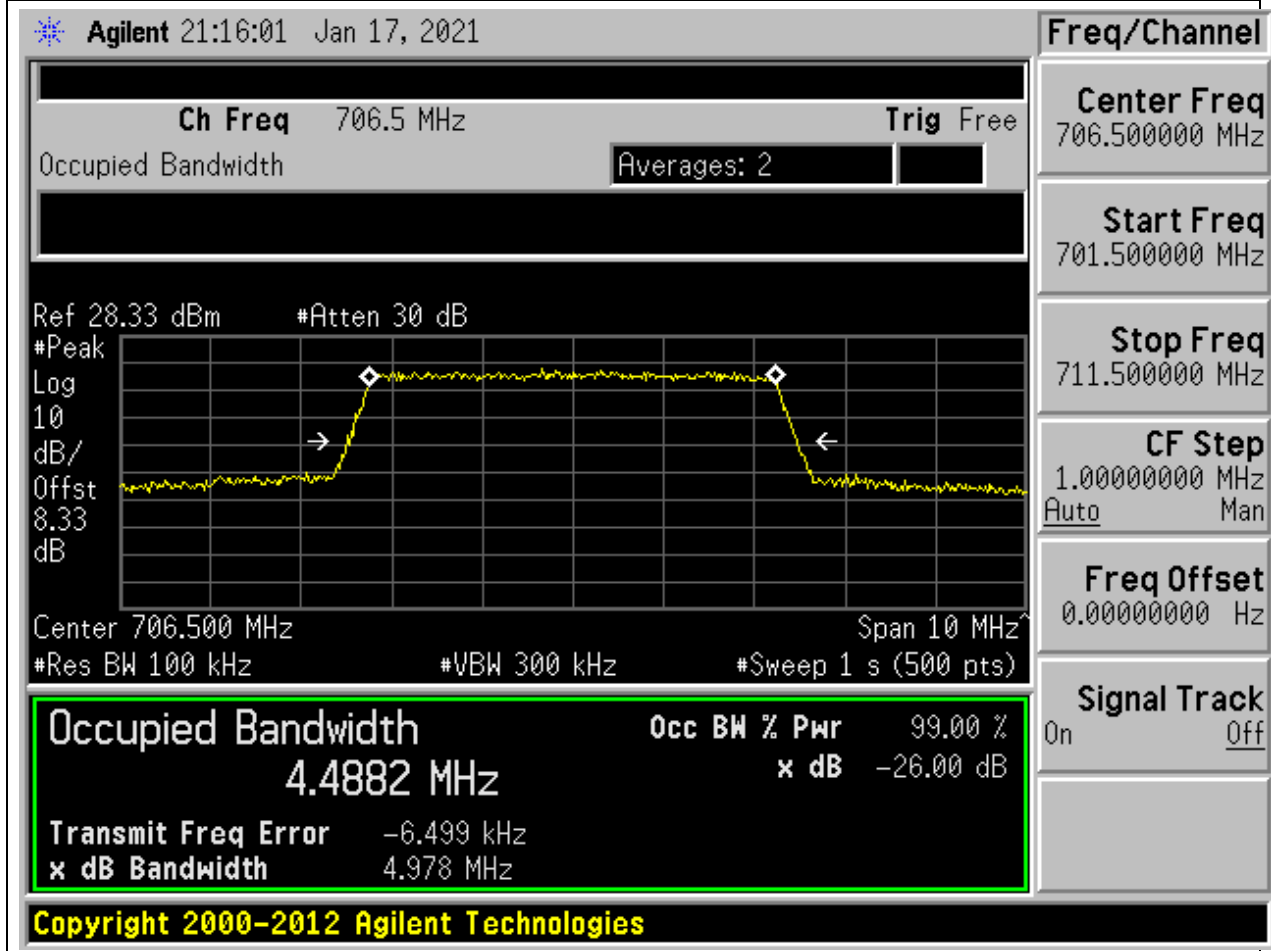 Agilent 21:16:01 Jan 17, 2021
Freq/Channel
Ch Freq 706.5 MHz Trig Free
Occupied Bandwidth Averages: 2
Ref 28.33 dBm #Atten 30 dB
#Peak
Log
10
dB/
Offst
8.33
dB
Center 706.500 MHz Span 10 MHz^
#Res BW 100 kHz #VBW 300 kHz #Sweep 1 s (500 pts)
Occupied Bandwidth
4.4882 MHz
Occ BW % Pwr 99.00 %
x dB -26.00 dB
Transmit Freq Error -6.499 kHz
x dB Bandwidth 4.978 MHz
Copyright 2000-2012 Agilent Technologies
Center Freq
706.500000 MHz
Start Freq
701.500000 MHz
Stop Freq
711.500000 MHz
CF Step
1.00000000 MHz
Auto Man
Freq Offset
0.00000000 Hz
Signal Track
On Off